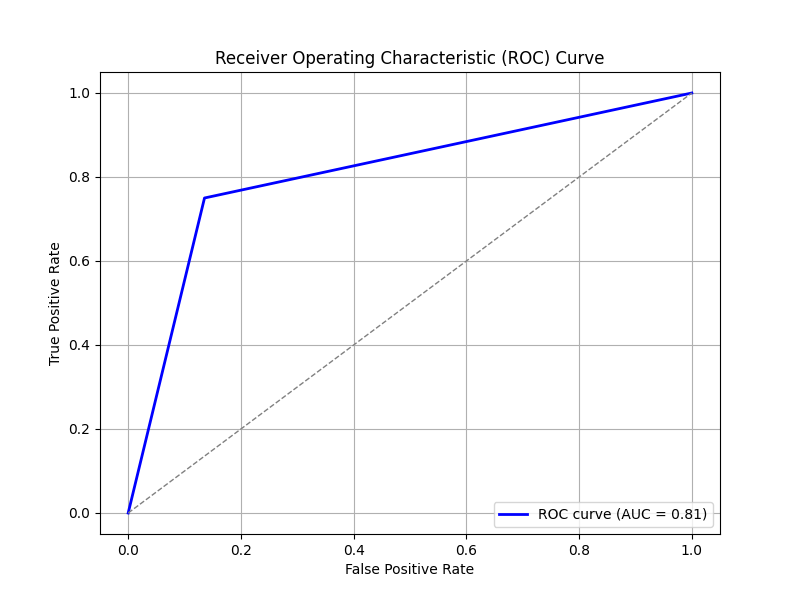 Receiver Operating Characteristic (ROC) Curve
1.0
0.8
0.6
0.4
0.2
0.0
True Positive Rate
ROC curve (AUC = 0.81)
0.0 0.2 0.4 0.6 0.8 1.0
False Positive Rate